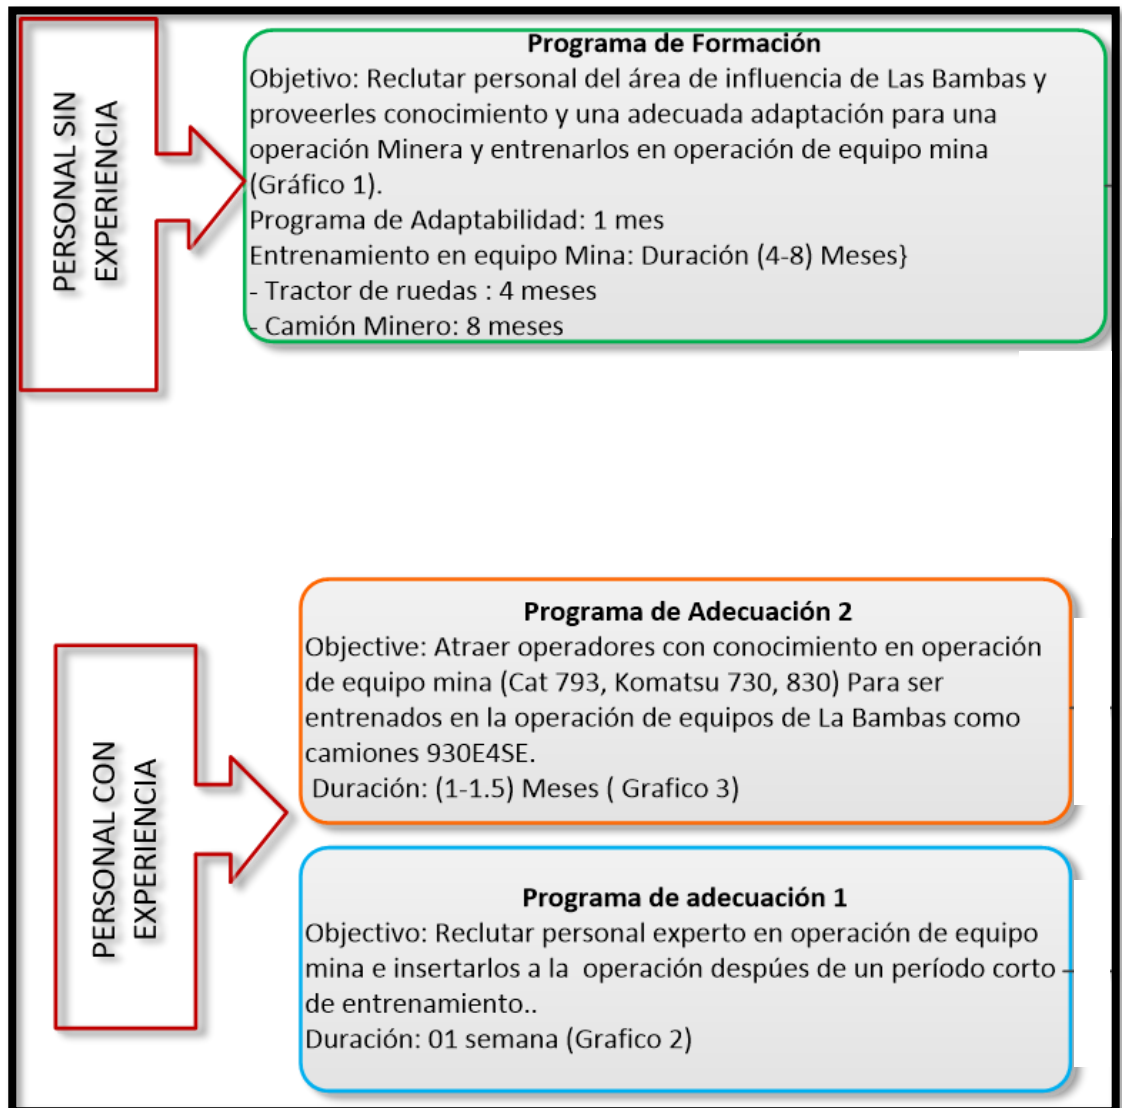 PERSONAL SIN
EXPERIENCIA
Programa de Formación
Objetivo: Reclutar personal del área de influencia de Las Bambas y
proveerles conocimiento y una adecuada adaptación para una
operación Minera y entrenarlos en operación de equipo mina
(Gráfico 1).
Programa de Adaptabilidad: 1 mes
Entrenamiento en equipo Mina: Duración (4-8) Meses}
- Tractor de ruedas : 4 meses
- Camión Minero: 8 meses
PERSONAL CON
EXPERIENCIA
Programa de Adecuación 2
Objective: Atraer operadores con conocimiento en operación
de equipo mina (Cat 793, Komatsu 730, 830) Para ser
entrenados en la operación de equipos de La Bambas como
camiones 930E4SE.
Duración: (1-1.5) Meses ( Grafico 3)
Programa de adecuación 1
Objectivo: Reclutar personal experto en operación de equipo
mina e insertarlos a la  operación despúes de un período corto
de entrenamiento..
Duración: 01 semana (Grafico 2)